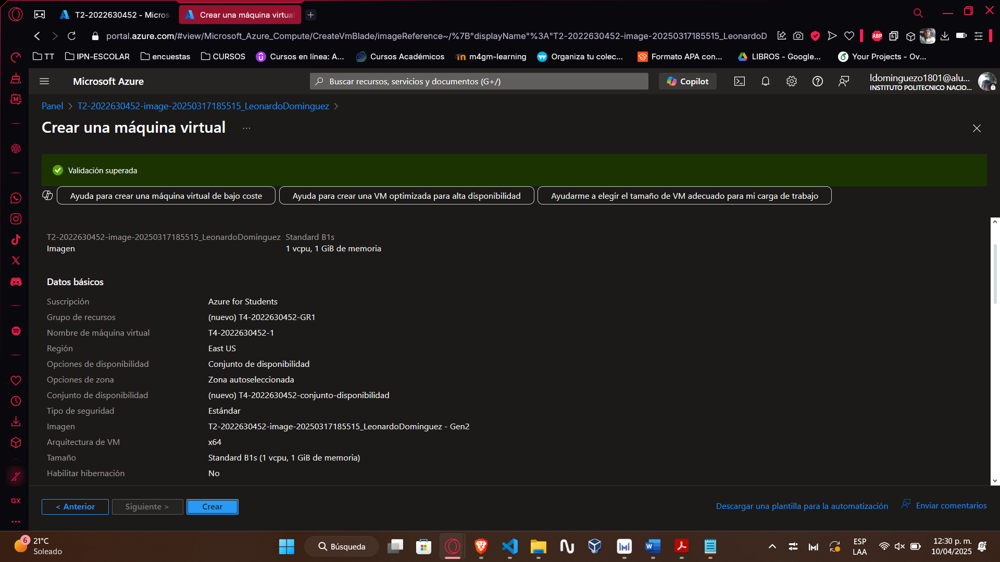 T2-2022630452 - Micros
Crear una máquina virtual
portal.azure.com/#view/Microsoft_Azure_Compute/CreateVmBlade/imageReference~/%7B"displayName"%3A"T2-2022630452-image-20250317185515_LeonardoD
ABP
TT
IPN-ESCOLAR
encuestas
CURSOS
Cursos en línea: A...
Cursos Académicos
m4gm-learning
Organiza tu colec...
Formato APA con...
LIBROS - Google...
Your Projects - Ov...
Microsoft Azure
Buscar recursos, servicios y documentos (G+/)
Copilot
ldominguezo1801@alu...
INSTITUTO POLITECNICO NACIO...
Panel > T2-2022630452-image-20250317185515_LeonardoDominguez >
Crear una máquina virtual ...
Validación superada
Ayuda para crear una máquina virtual de bajo coste
Ayuda para crear una VM optimizada para alta disponibilidad
Ayudarme a elegir el tamaño de VM adecuado para mi carga de trabajo
T2-2022630452-image-20250317185515_LeonardoDominguez Standard B1s
Imagen 1 vcpu, 1 GiB de memoria
Datos básicos
Suscripción Azure for Students
Grupo de recursos (nuevo) T4-2022630452-GR1
Nombre de máquina virtual T4-2022630452-1
Región East US
Opciones de disponibilidad Conjunto de disponibilidad
Opciones de zona Zona autoseleccionada
Conjunto de disponibilidad (nuevo) T4-2022630452-conjunto-disponibilidad
Tipo de seguridad Estándar
Imagen T2-2022630452-image-20250317185515_LeonardoDominguez - Gen2
Arquitectura de VM x64
Tamaño Standard B1s (1 vcpu, 1 GiB de memoria)
Habilitar hibernación No
GX
< Anterior
Siguiente >
Crear
Descargar una plantilla para la automatización
Enviar comentarios
6
21°C
Soleado
Búsqueda
ESP
LAA
12:30 p. m.
10/04/2025